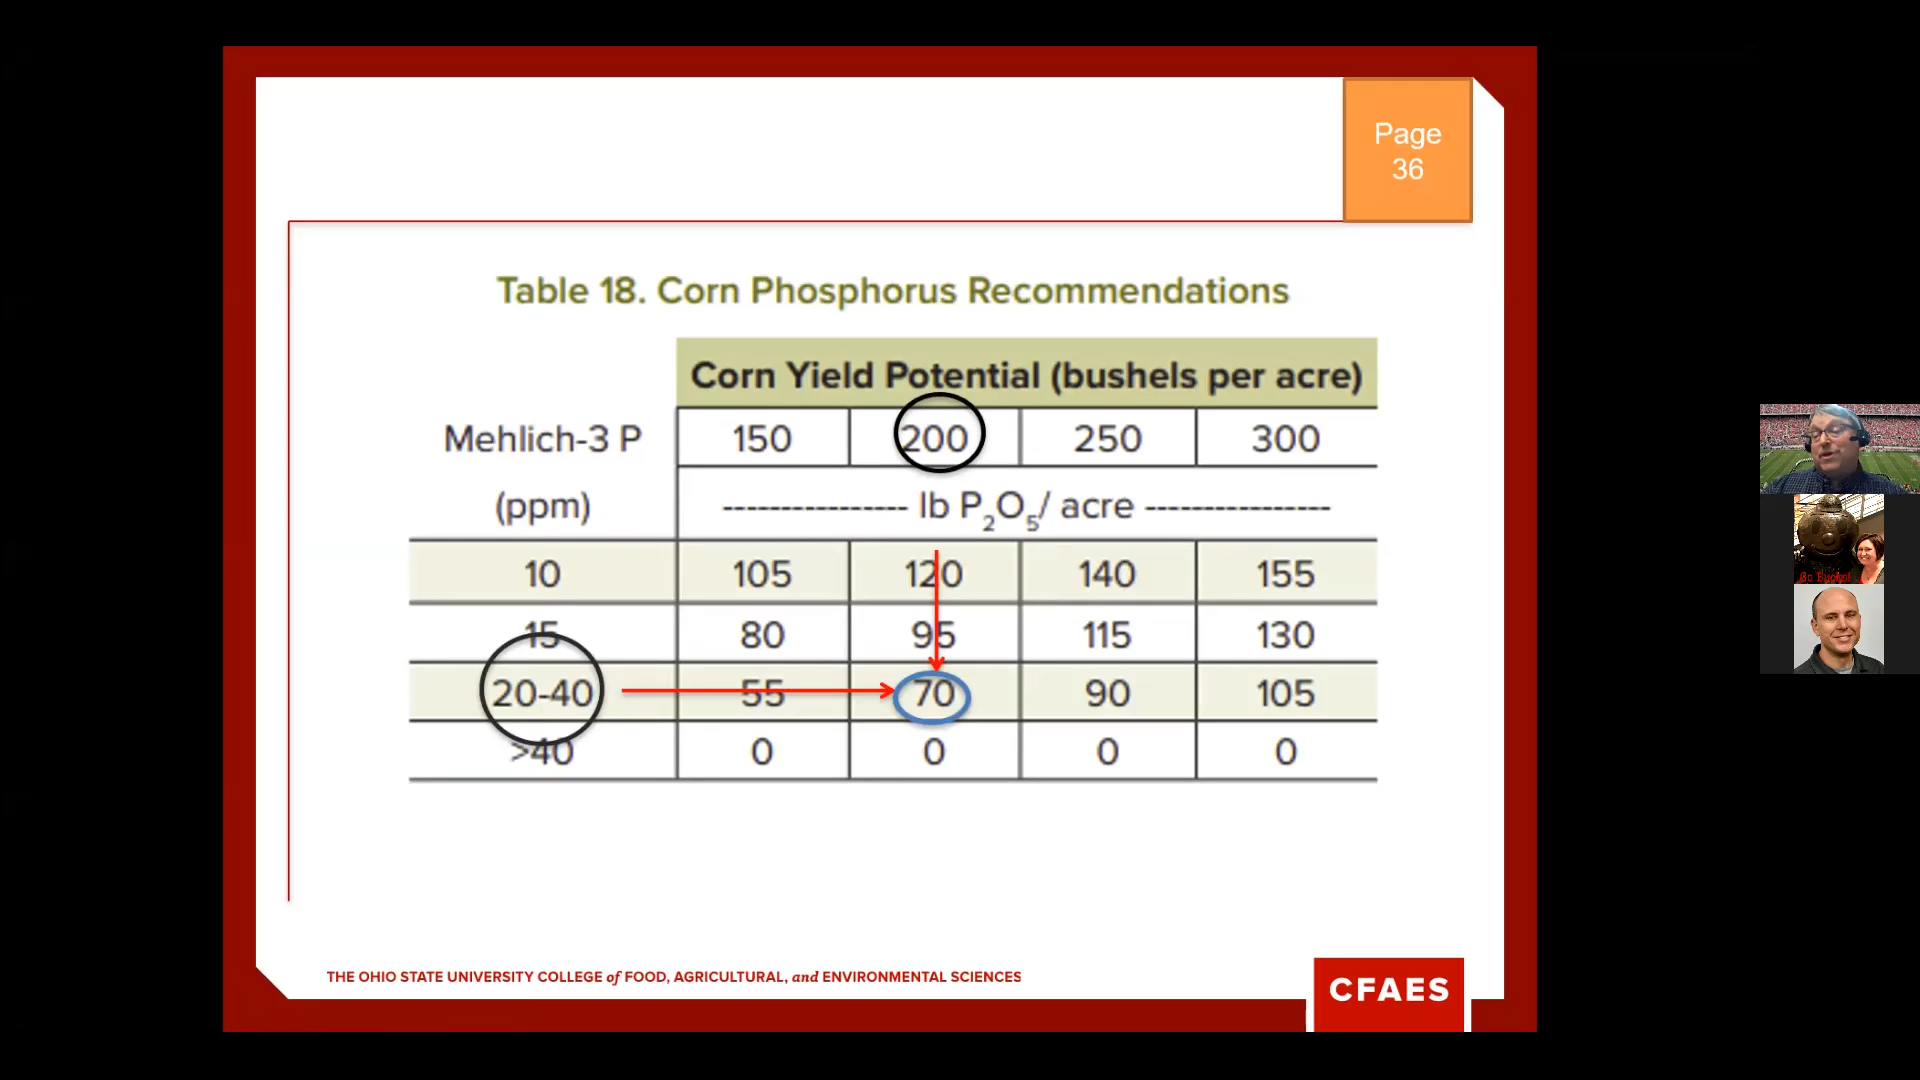 Page
36
Table 18. Corn Phosphorus Recommendations
Corn Yield Potential (bushels per acre)
Mehlich-3 P 150 200 250 300
(ppm) ---------------- lb P₂O₅/ acre ----------------
10 105 120 140 155
15 80 95 115 130
20-40 55 70 90 105
>40 0 0 0 0
THE OHIO STATE UNIVERSITY COLLEGE of FOOD, AGRICULTURAL, and ENVIRONMENTAL SCIENCES
CFAES
Go Bucks!